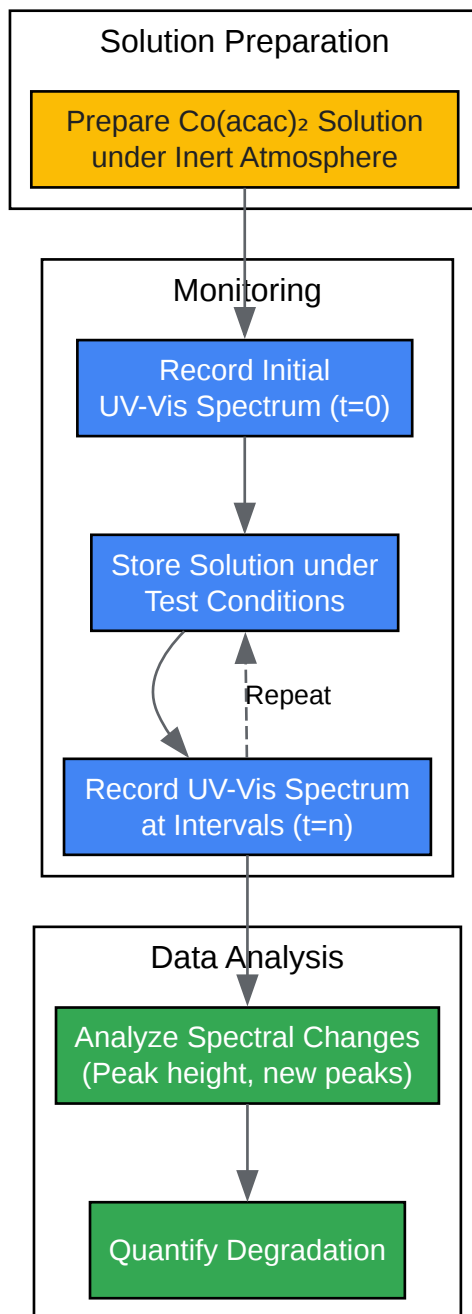 Solution Preparation
Prepare Co(acac)₂ Solution
under Inert Atmosphere
Monitoring
Record Initial
UV-Vis Spectrum (t=0)
Store Solution under
Test Conditions
Repeat
Record UV-Vis Spectrum
at Intervals (t=n)
Data Analysis
Analyze Spectral Changes
(Peak height, new peaks)
Quantify Degradation